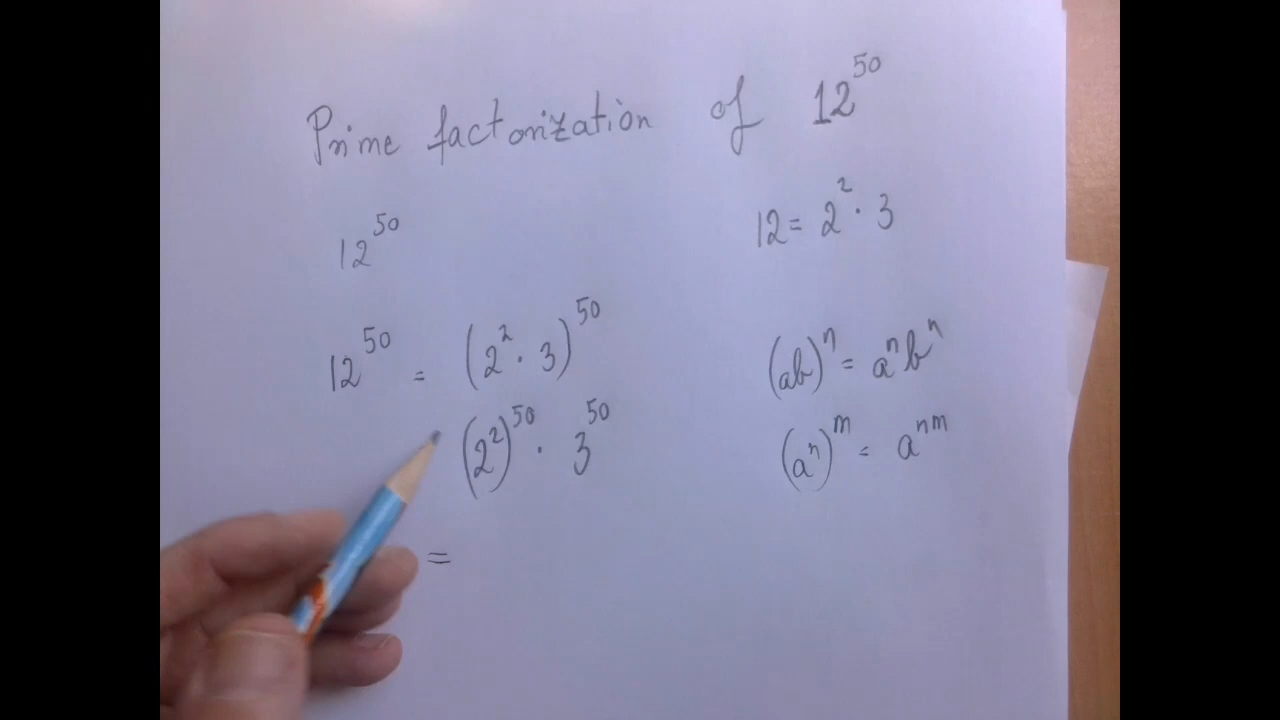 Prime factorization of 12^50
12^50
12 = 2^2 · 3
12^50 = (2^2 · 3)^50
(ab)^n = a^n b^n
(2^2)^50 · 3^50
(a^n)^m = a^nm
=